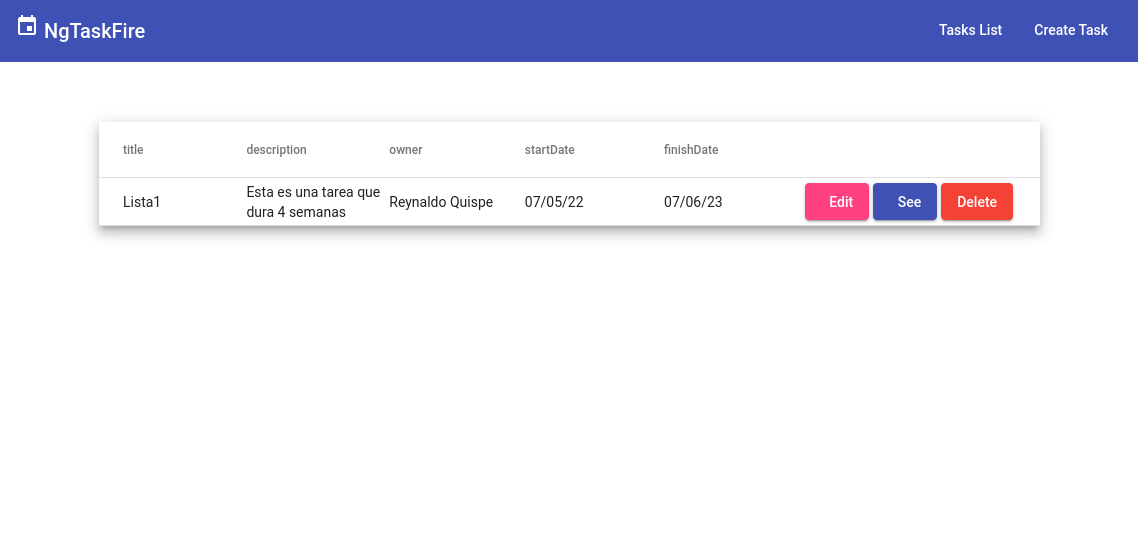 NgTaskFire
Tasks List
Create Task
title description owner startDate finishDate
Lista1 Esta es una tarea que Reynaldo Quispe 07/05/22 07/06/23 Edit See Delete
dura 4 semanas